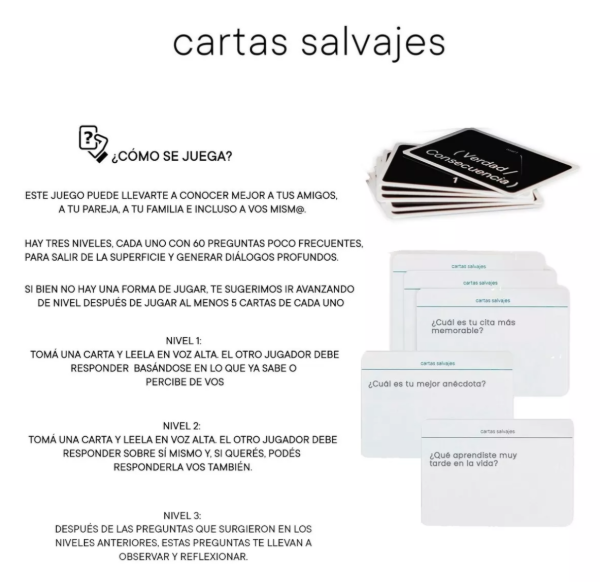 cartas salvajes
?
¿CÓMO SE JUEGA?
ESTE JUEGO PUEDE LLEVARTE A CONOCER MEJOR A TUS AMIGOS,
A TU PAREJA, A TU FAMILIA E INCLUSO A VOS MISM@.
HAY TRES NIVELES, CADA UNO CON 60 PREGUNTAS POCO FRECUENTES,
PARA SALIR DE LA SUPERFICIE Y GENERAR DIÁLOGOS PROFUNDOS.
SI BIEN NO HAY UNA FORMA DE JUGAR, TE SUGERIMOS IR AVANZANDO
DE NIVEL DESPUÉS DE JUGAR AL MENOS 5 CARTAS DE CADA UNO
NIVEL 1:
TOMÁ UNA CARTA Y LEELA EN VOZ ALTA. EL OTRO JUGADOR DEBE
RESPONDER BASÁNDOSE EN LO QUE YA SABE O
PERCIBE DE VOS
NIVEL 2:
TOMÁ UNA CARTA Y LEELA EN VOZ ALTA. EL OTRO JUGADOR DEBE
RESPONDER SOBRE SÍ MISMO Y, SI QUERÉS, PODÉS
RESPONDERLA VOS TAMBIÉN.
NIVEL 3:
DESPUÉS DE LAS PREGUNTAS QUE SURGIERON EN LOS
NIVELES ANTERIORES, ESTAS PREGUNTAS TE LLEVAN A
OBSERVAR Y REFLEXIONAR.
(Verdad/
Consecuencia)
1
cartas salvajes
cartas salvajes
cartas salvajes
¿Cuál es tu cita más
memorable?
cartas salvajes
¿Cuál es tu mejor anécdota?
cartas salvajes
¿Qué aprendiste muy
tarde en la vida?